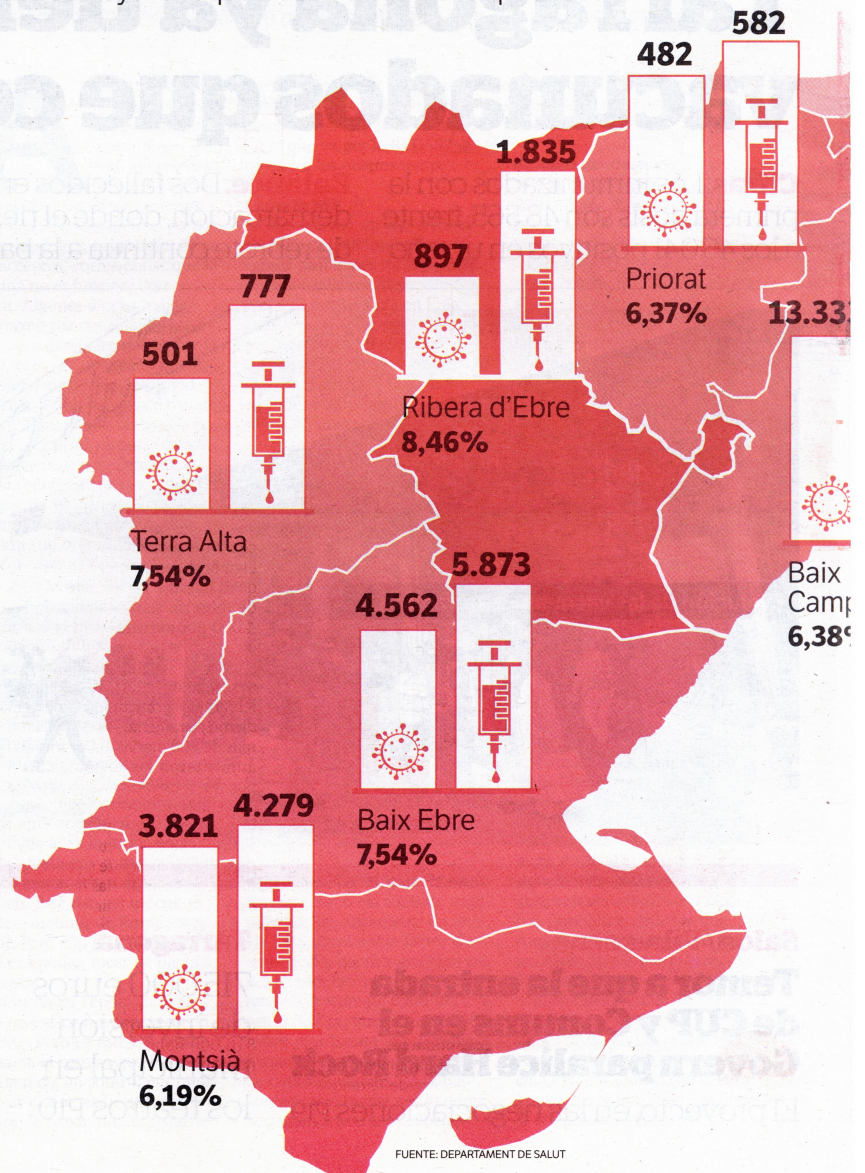 582
482
1.835
897
Priorat
6,37%
777
501
13.33
Ribera d'Ebre
8,46%
Terra Alta
7,54%
5.873
4.562
Baix
Camp
6,38
4.279
3.821
Baix Ebre
7,54%
Montsià
6,19%
FUENTE: DEPARTAMENT DE SALUT